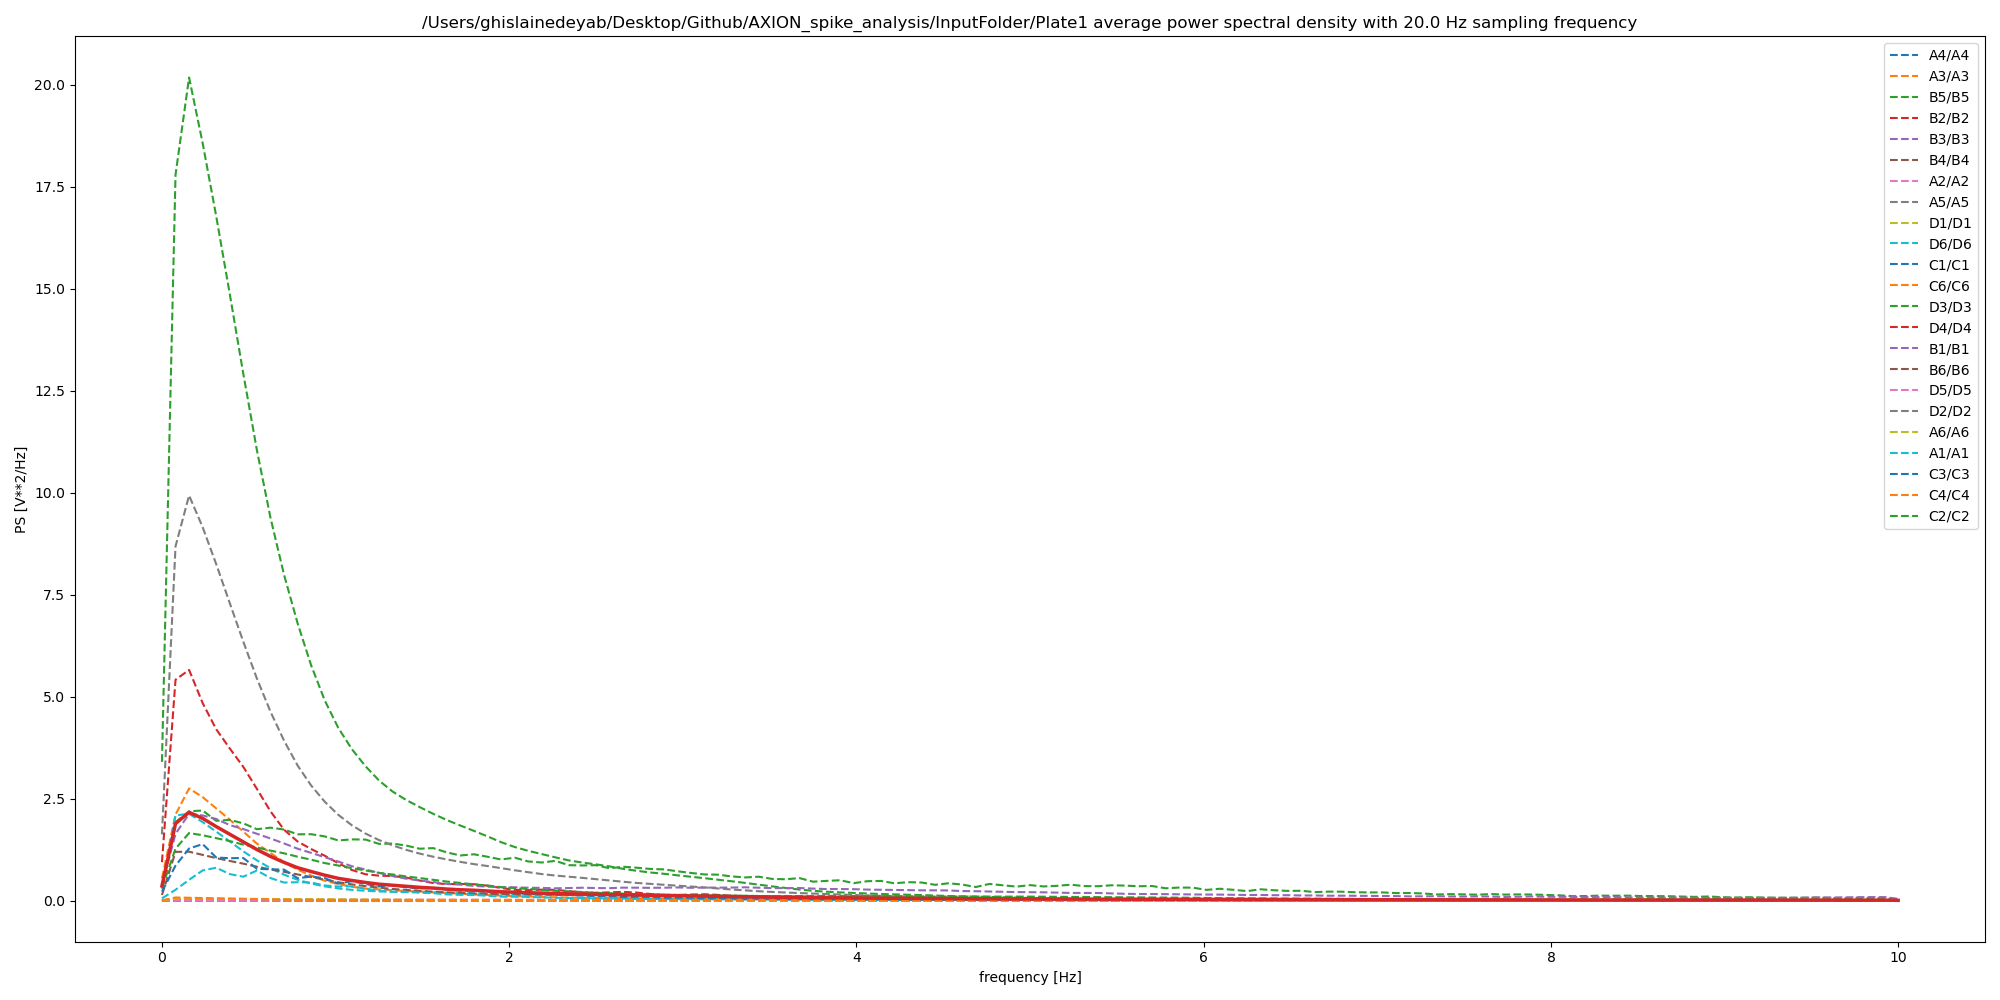 /Users/ghislainedeyab/Desktop/Github/AXION_spike_analysis/InputFolder/Plate1 average power spectral density with 20.0 Hz sampling frequency
A4/A4
A3/A3
B5/B5
B2/B2
B3/B3
B4/B4
A2/A2
A5/A5
D1/D1
D6/D6
C1/C1
C6/C6
D3/D3
D4/D4
B1/B1
B6/B6
D5/D5
D2/D2
A6/A6
A1/A1
C3/C3
C4/C4
C2/C2
PS [V**2/Hz]
20.0
17.5
15.0
12.5
10.0
7.5
5.0
2.5
0.0
0 2 4 6 8 10
frequency [Hz]